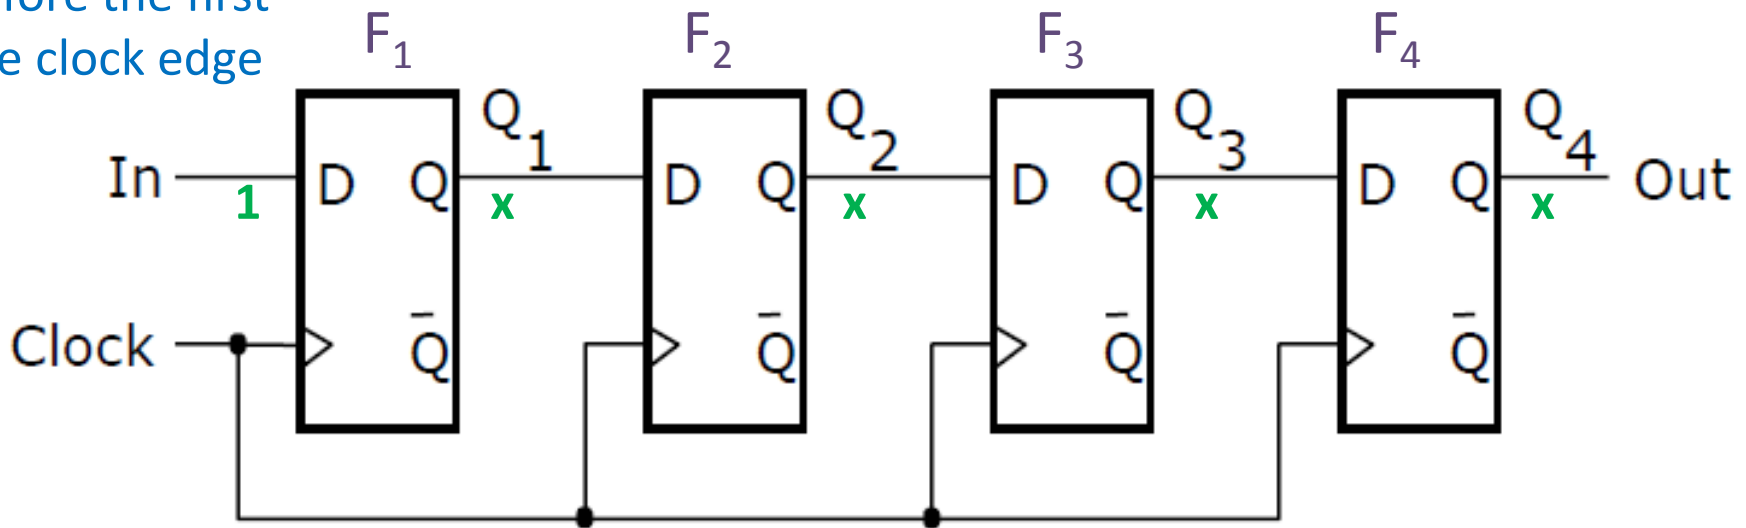 e clock edge
F1 F2 F3 F4
Q1 Q2 Q3 Q4
In 1 D Q x D Q x D Q x D Q x Out
Clock Q̅ Q̅ Q̅ Q̅